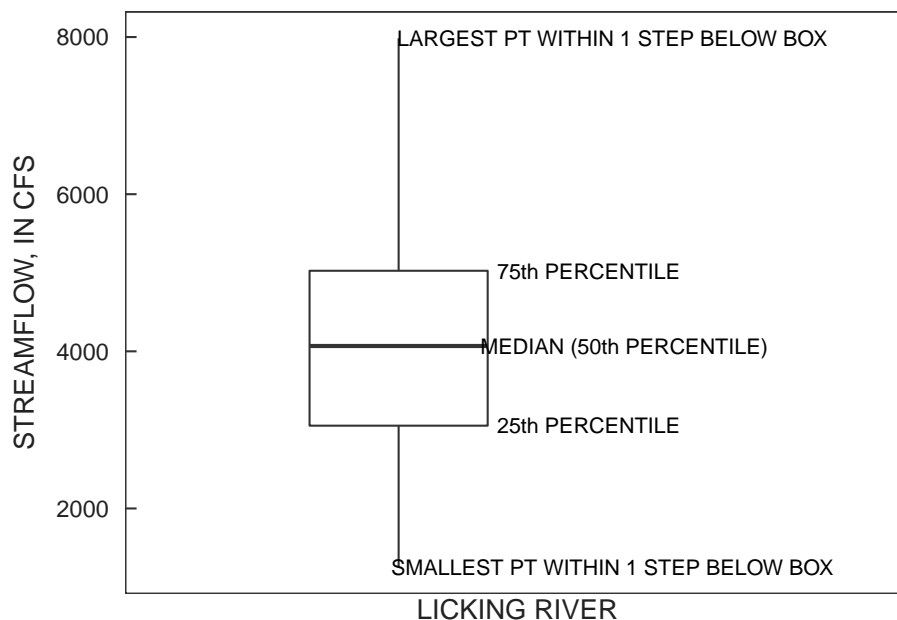 8000
LARGEST PT WITHIN 1 STEP BELOW BOX
6000
75th PERCENTILE
STREAMFLOW, IN CFS
4000
MEDIAN (50th PERCENTILE)
25th PERCENTILE
2000
SMALLEST PT WITHIN 1 STEP BELOW BOX
LICKING RIVER